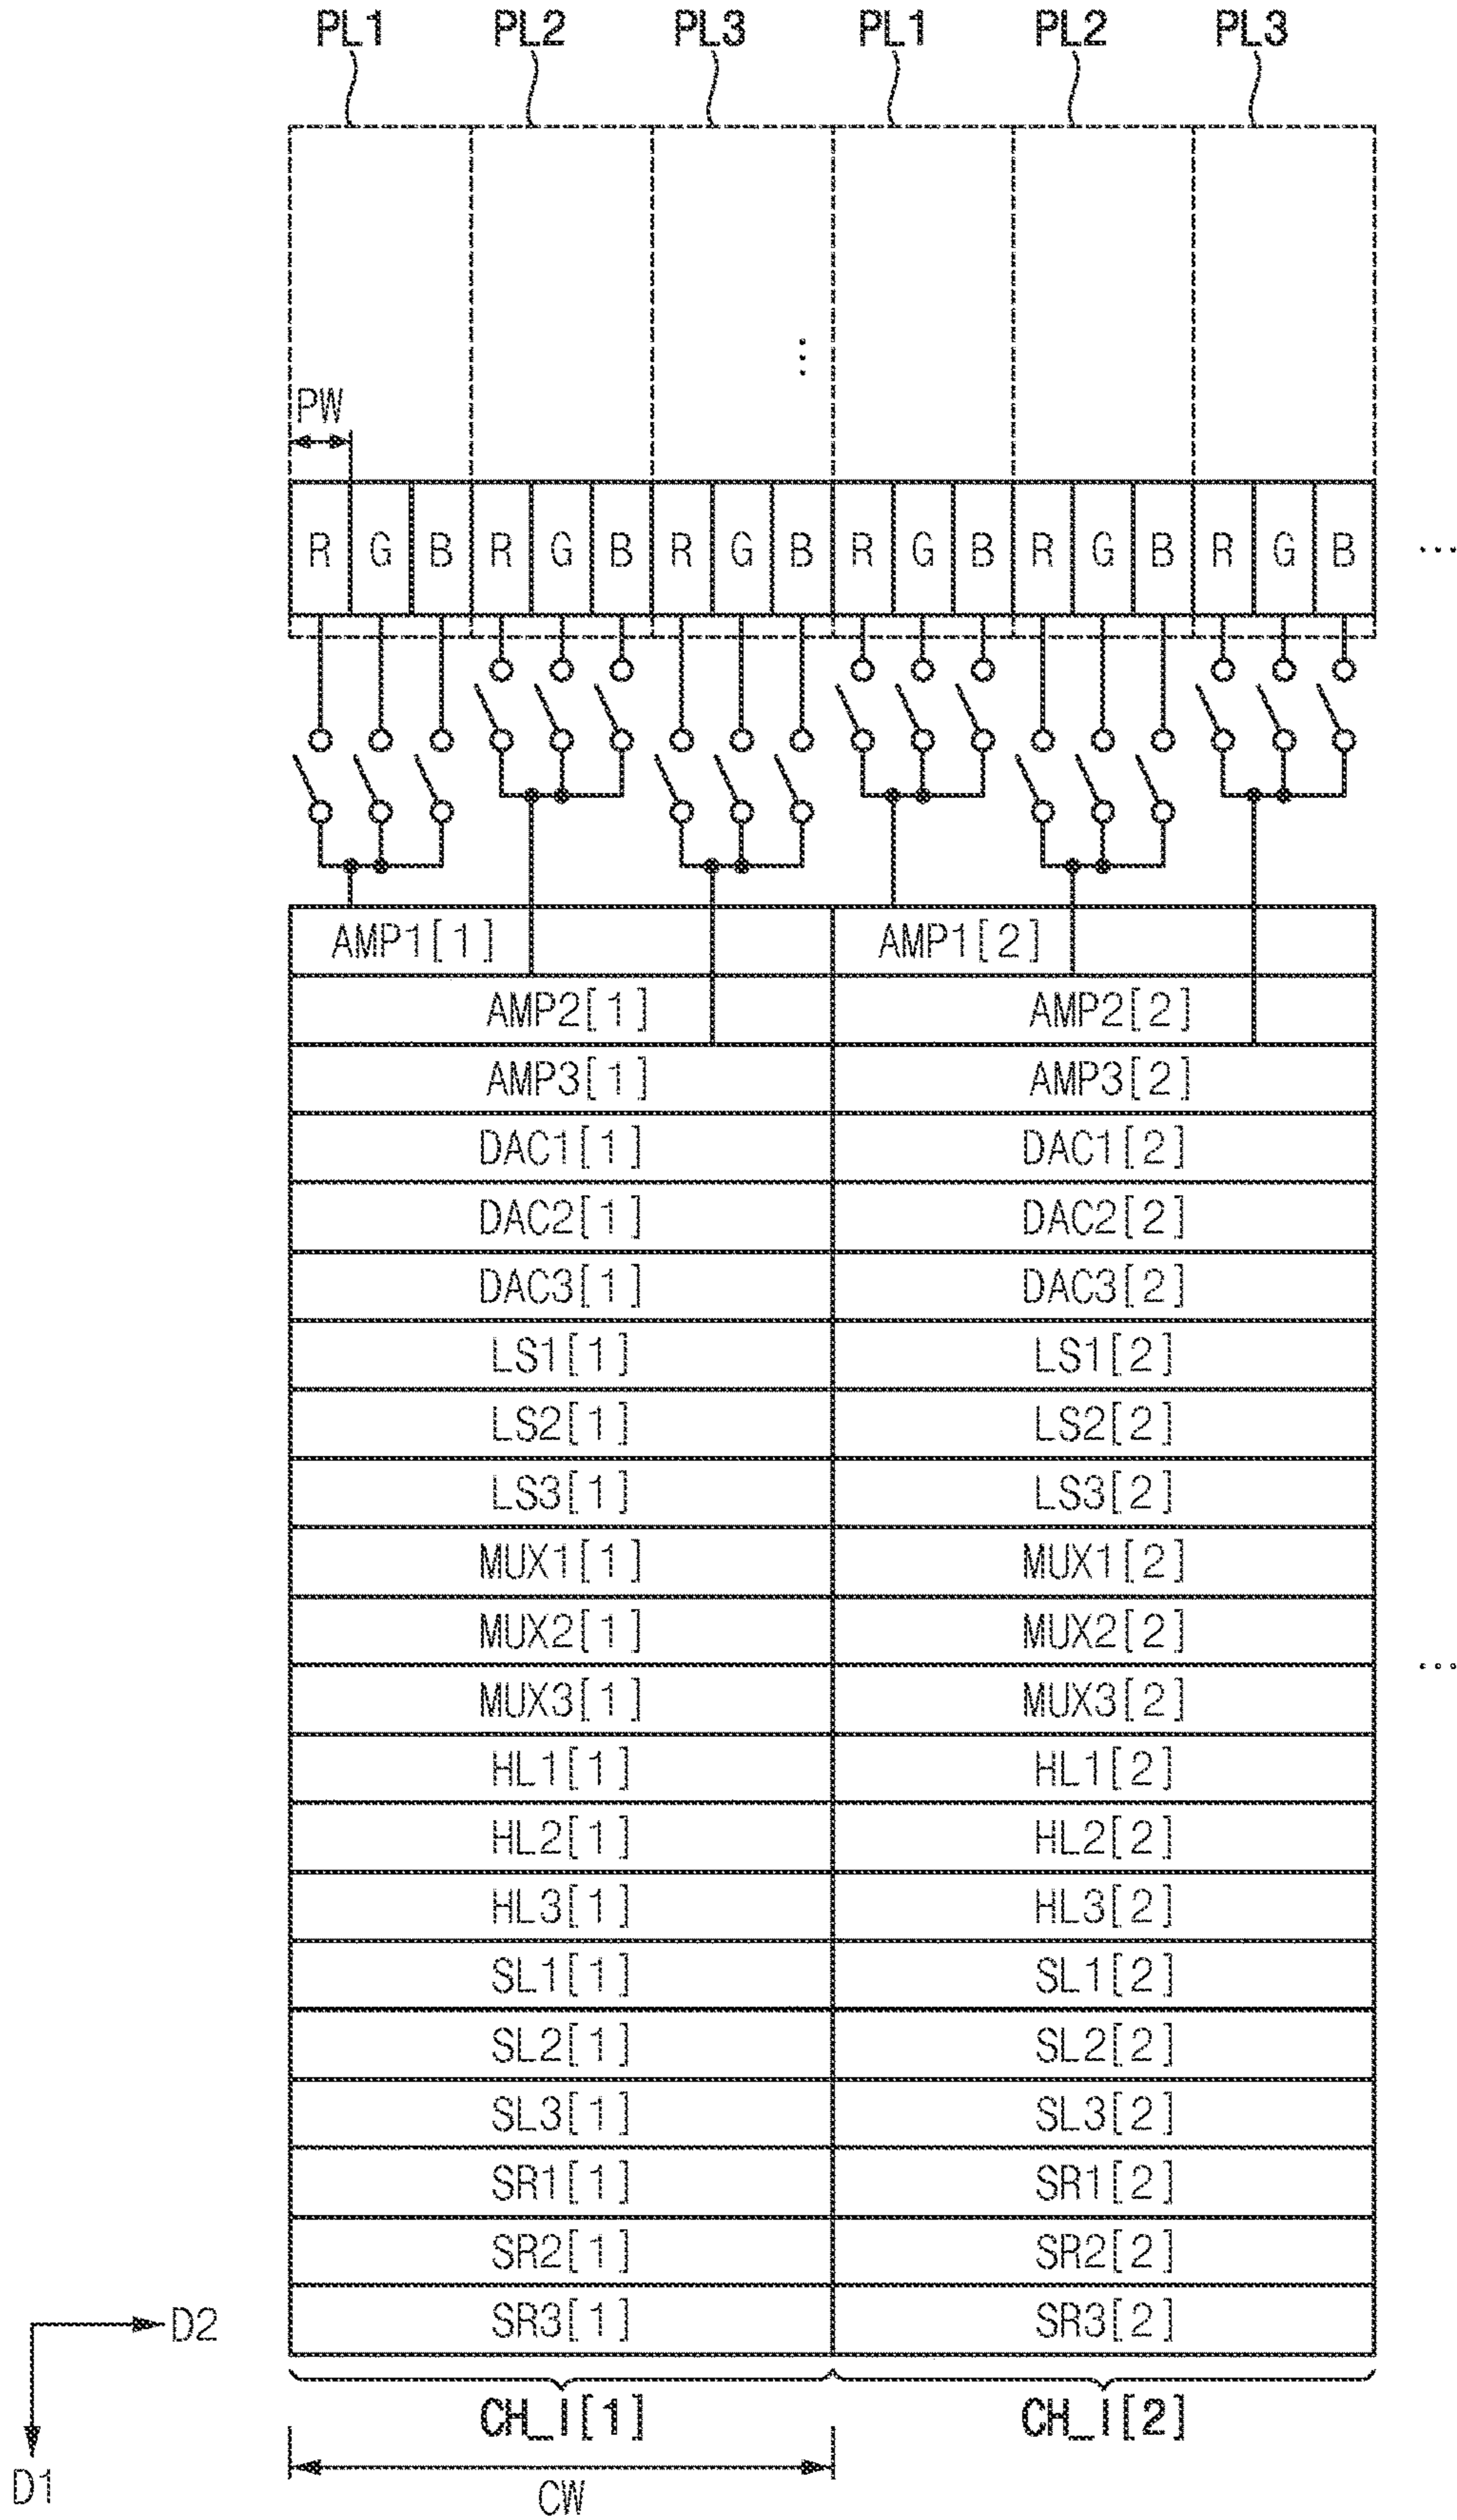 PL1 PL2 PL3 PL1 PL2 PL3
PW
R G B R G B R G B R G B R G B R G B ...
AMP1[1] AMP1[2]
AMP2[1] AMP2[2]
AMP3[1] AMP3[2]
DAC1[1] DAC1[2]
DAC2[1] DAC2[2]
DAC3[1] DAC3[2]
LS1[1] LS1[2]
LS2[1] LS2[2]
LS3[1] LS3[2]
MUX1[1] MUX1[2]
MUX2[1] MUX2[2]
MUX3[1] MUX3[2]
HL1[1] HL1[2]
HL2[1] HL2[2]
HL3[1] HL3[2]
SL1[1] SL1[2]
SL2[1] SL2[2]
SL3[1] SL3[2]
SR1[1] SR1[2]
SR2[1] SR2[2]
SR3[1] SR3[2]
D2
CH_I[1] CH_I[2]
D1
CW